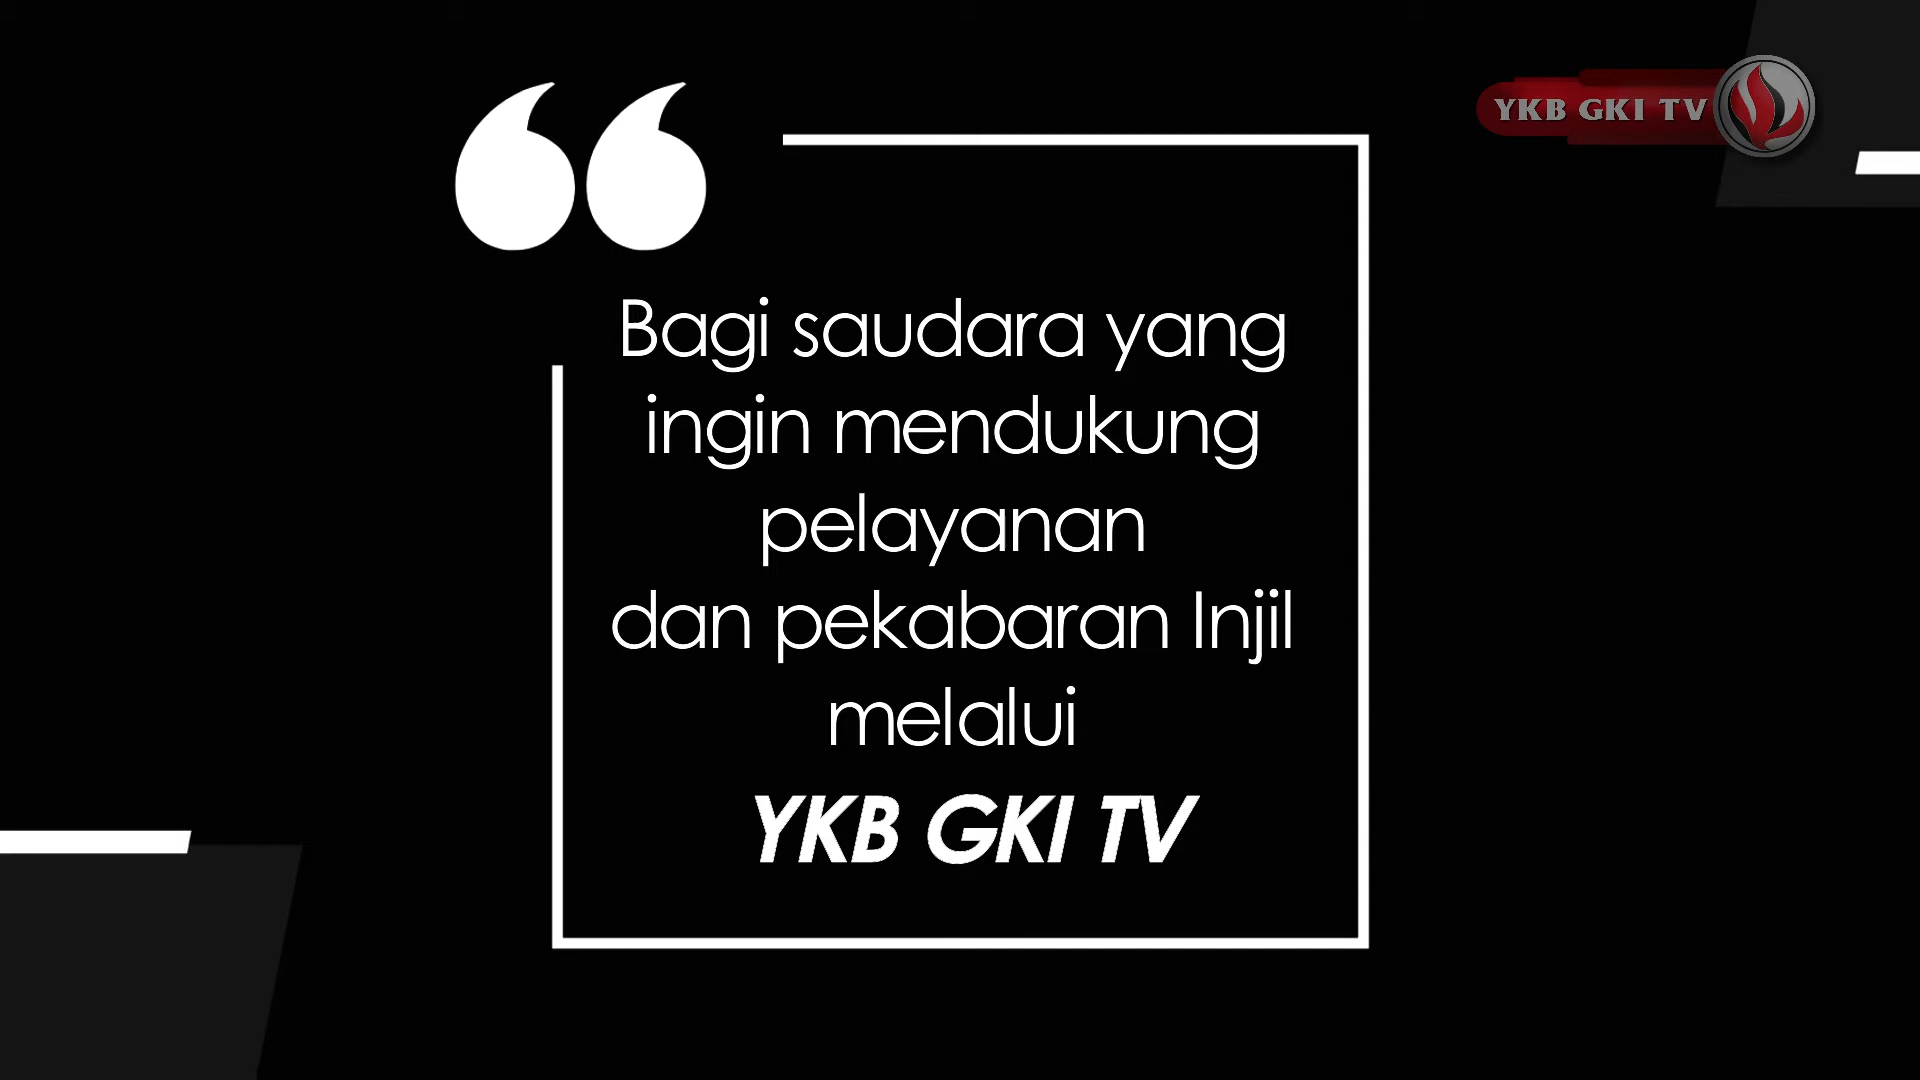 YKB GKI TV
Bagi saudara yang
ingin mendukung
pelayanan
dan pekabaran Injil
melalui
YKB GKI TV